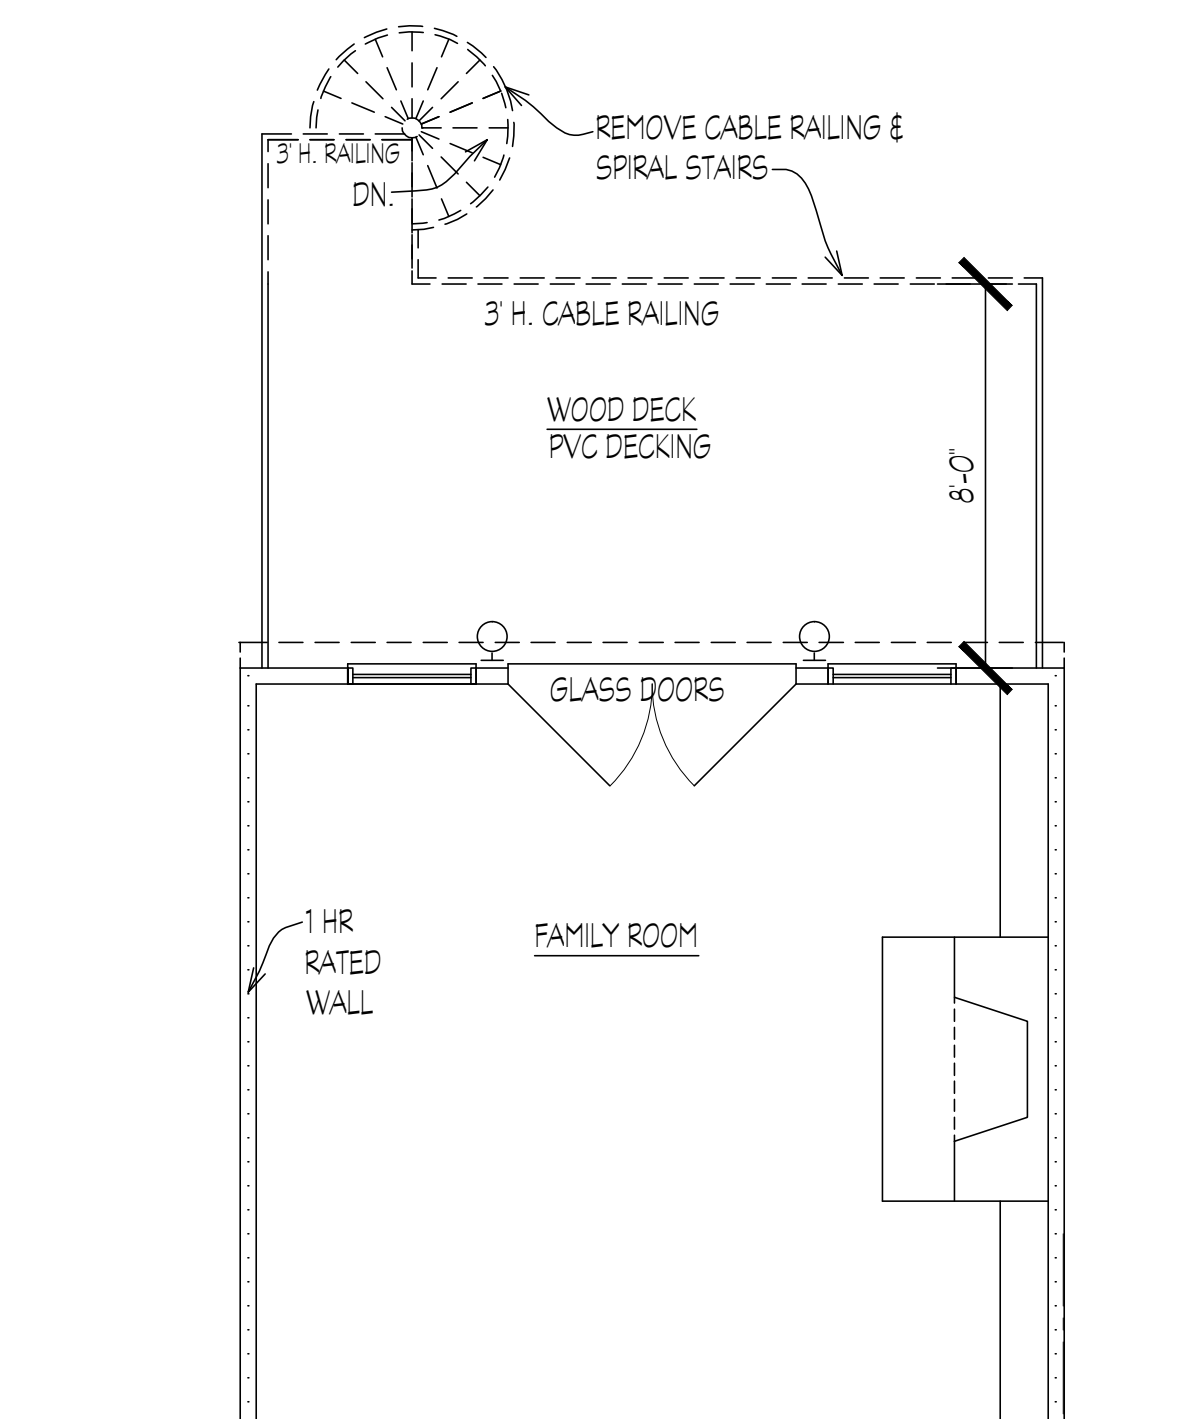 REMOVE CABLE RAILING &
SPIRAL STAIRS
3' H. RAILING
DN.
3' H. CABLE RAILING
WOOD DECK
PVC DECKING
8'-0"
GLASS DOORS
FAMILY ROOM
1 HR
RATED
WALL